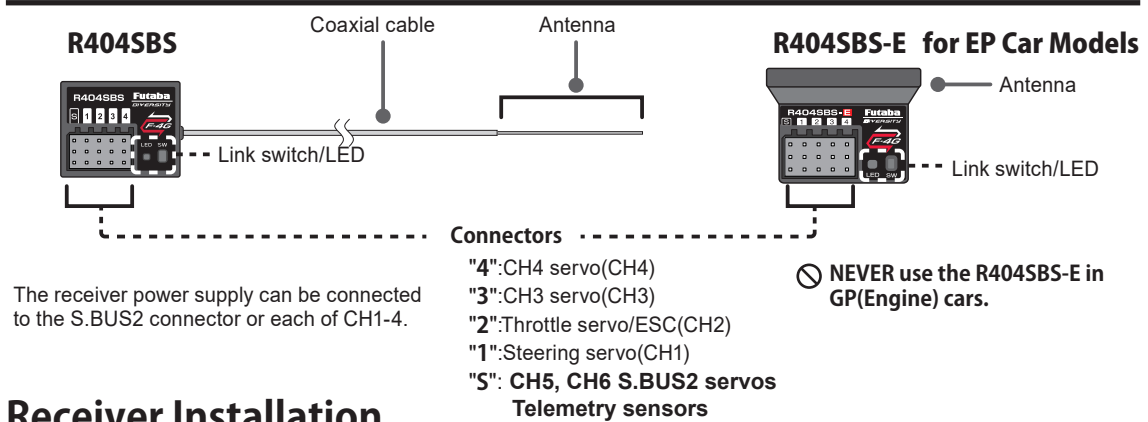 R404SBS
Coaxial cable
Antenna
R404SBS-E for EP Car Models
Antenna
R404SBS Futaba
DIVERSITY
S 1 2 3 4
F-4G
LED SW
Link switch/LED
R404SBS-E Futaba
DIVERSITY
S 1 2 3 4
F-4G
LED SW
Link switch/LED
Connectors
"4":CH4 servo(CH4)
"3":CH3 servo(CH3)
"2":Throttle servo/ESC(CH2)
"1":Steering servo(CH1)
"S": CH5, CH6 S.BUS2 servos
Telemetry sensors
The receiver power supply can be connected
to the S.BUS2 connector or each of CH1-4.
NEVER use the R404SBS-E in
GP(Engine) cars.
Receiver Installation